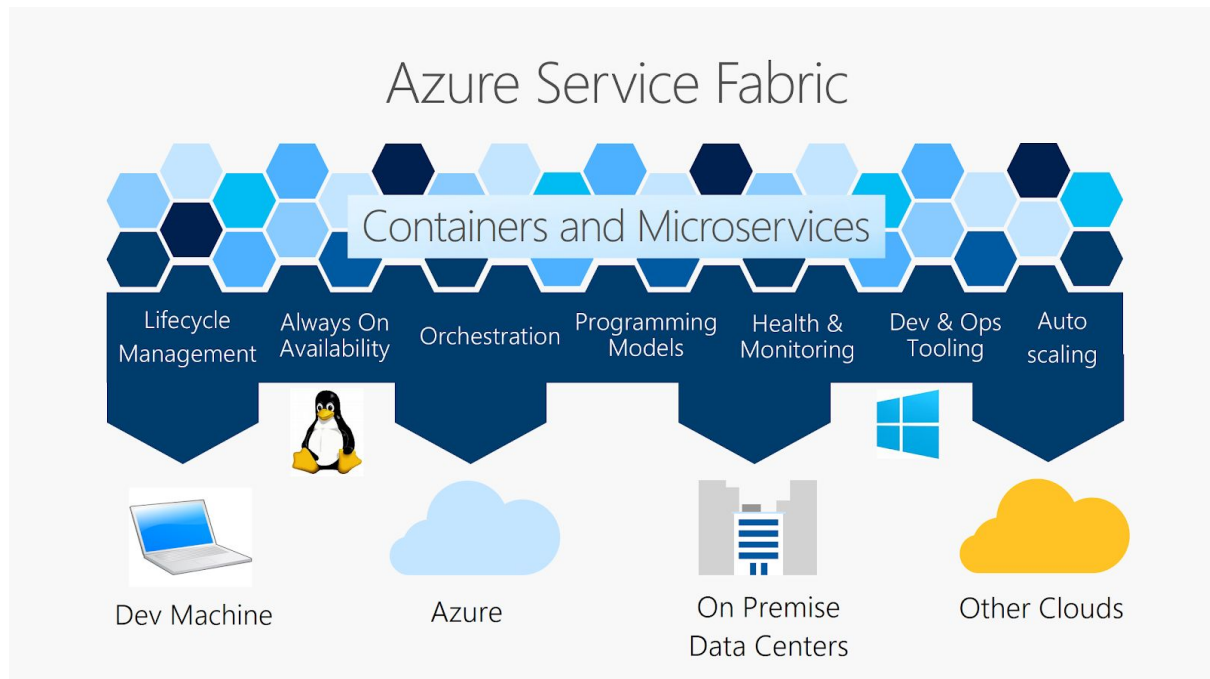 Azure Service Fabric
Containers and Microservices
Lifecycle
Management
Always On
Availability
Orchestration
Programming
Models
Health &
Monitoring
Dev & Ops
Tooling
Auto
scaling
Dev Machine
Azure
On Premise
Data Centers
Other Clouds